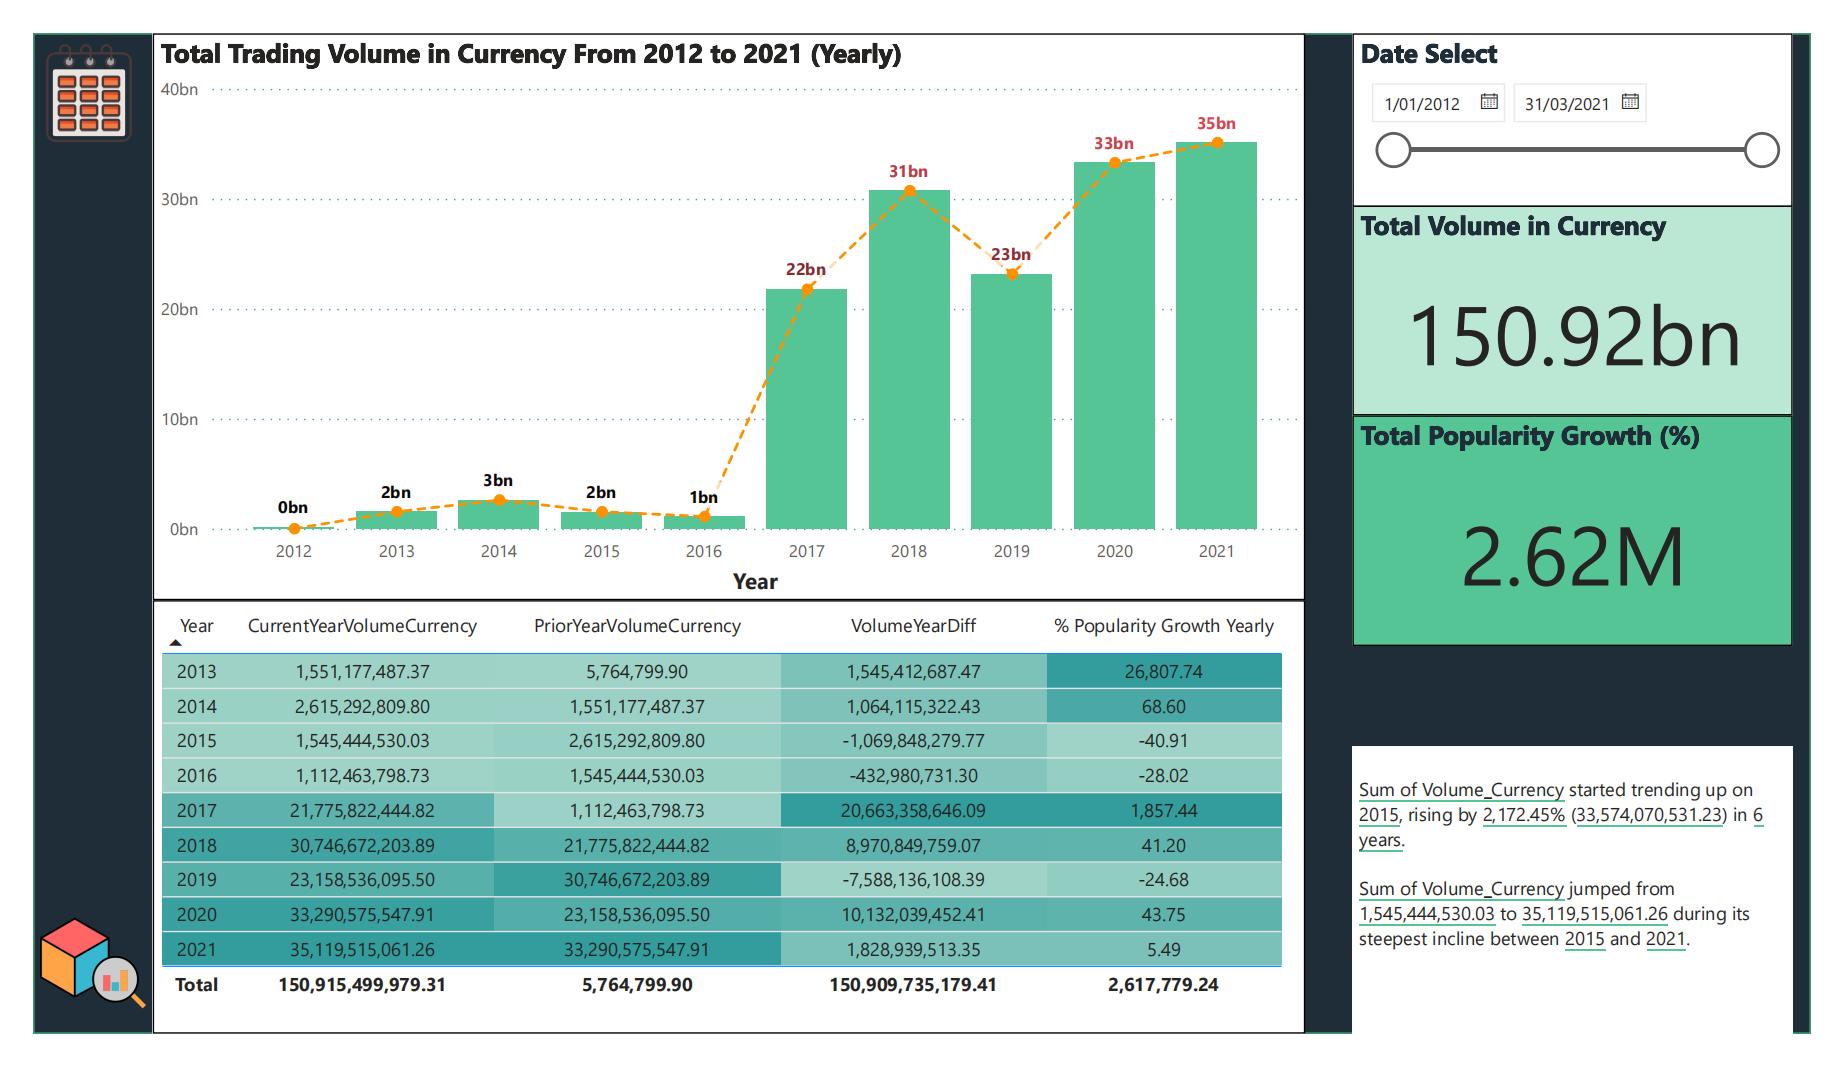 Total Trading Volume in Currency From 2012 to 2021 (Yearly)
40bn
30bn
20bn
10bn
0bn
0bn
2bn
3bn
2bn
1bn
22bn
31bn
23bn
33bn
35bn
2012 2013 2014 2015 2016 2017 2018 2019 2020 2021
Year
Year CurrentYearVolumeCurrency PriorYearVolumeCurrency VolumeYearDiff % Popularity Growth Yearly
2013 1,551,177,487.37 5,764,799.90 1,545,412,687.47 26,807.74
2014 2,615,292,809.80 1,551,177,487.37 1,064,115,322.43 68.60
2015 1,545,444,530.03 2,615,292,809.80 -1,069,848,279.77 -40.91
2016 1,112,463,798.73 1,545,444,530.03 -432,980,731.30 -28.02
2017 21,775,822,444.82 1,112,463,798.73 20,663,358,646.09 1,857.44
2018 30,746,672,203.89 21,775,822,444.82 8,970,849,759.07 41.20
2019 23,158,536,095.50 30,746,672,203.89 -7,588,136,108.39 -24.68
2020 33,290,575,547.91 23,158,536,095.50 10,132,039,452.41 43.75
2021 35,119,515,061.26 33,290,575,547.91 1,828,939,513.35 5.49
Total 150,915,499,979.31 5,764,799.90 150,909,735,179.41 2,617,779.24
Date Select
1/01/2012 31/03/2021
Total Volume in Currency
150.92bn
Total Popularity Growth (%)
2.62M
Sum of Volume_Currency started trending up on
2015, rising by 2,172.45% (33,574,070,531.23) in 6
years.
Sum of Volume_Currency jumped from
1,545,444,530.03 to 35,119,515,061.26 during its
steepest incline between 2015 and 2021.